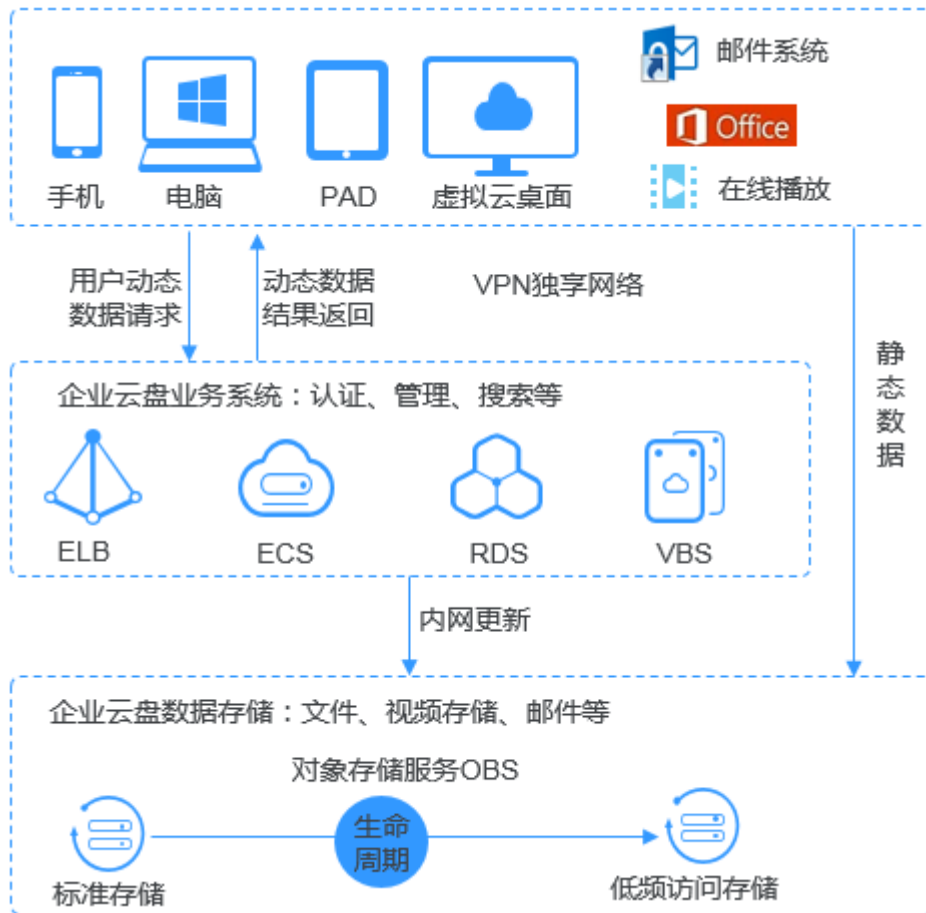 邮件系统
Office
在线播放
手机
电脑
PAD
虚拟云桌面
用户动态
数据请求
动态数据
结果返回
VPN独享网络
静态数据
企业云盘业务系统：认证、管理、搜索等
ELB
ECS
RDS
VBS
内网更新
企业云盘数据存储：文件、视频存储、邮件等
对象存储服务OBS
生命
周期
标准存储
低频访问存储